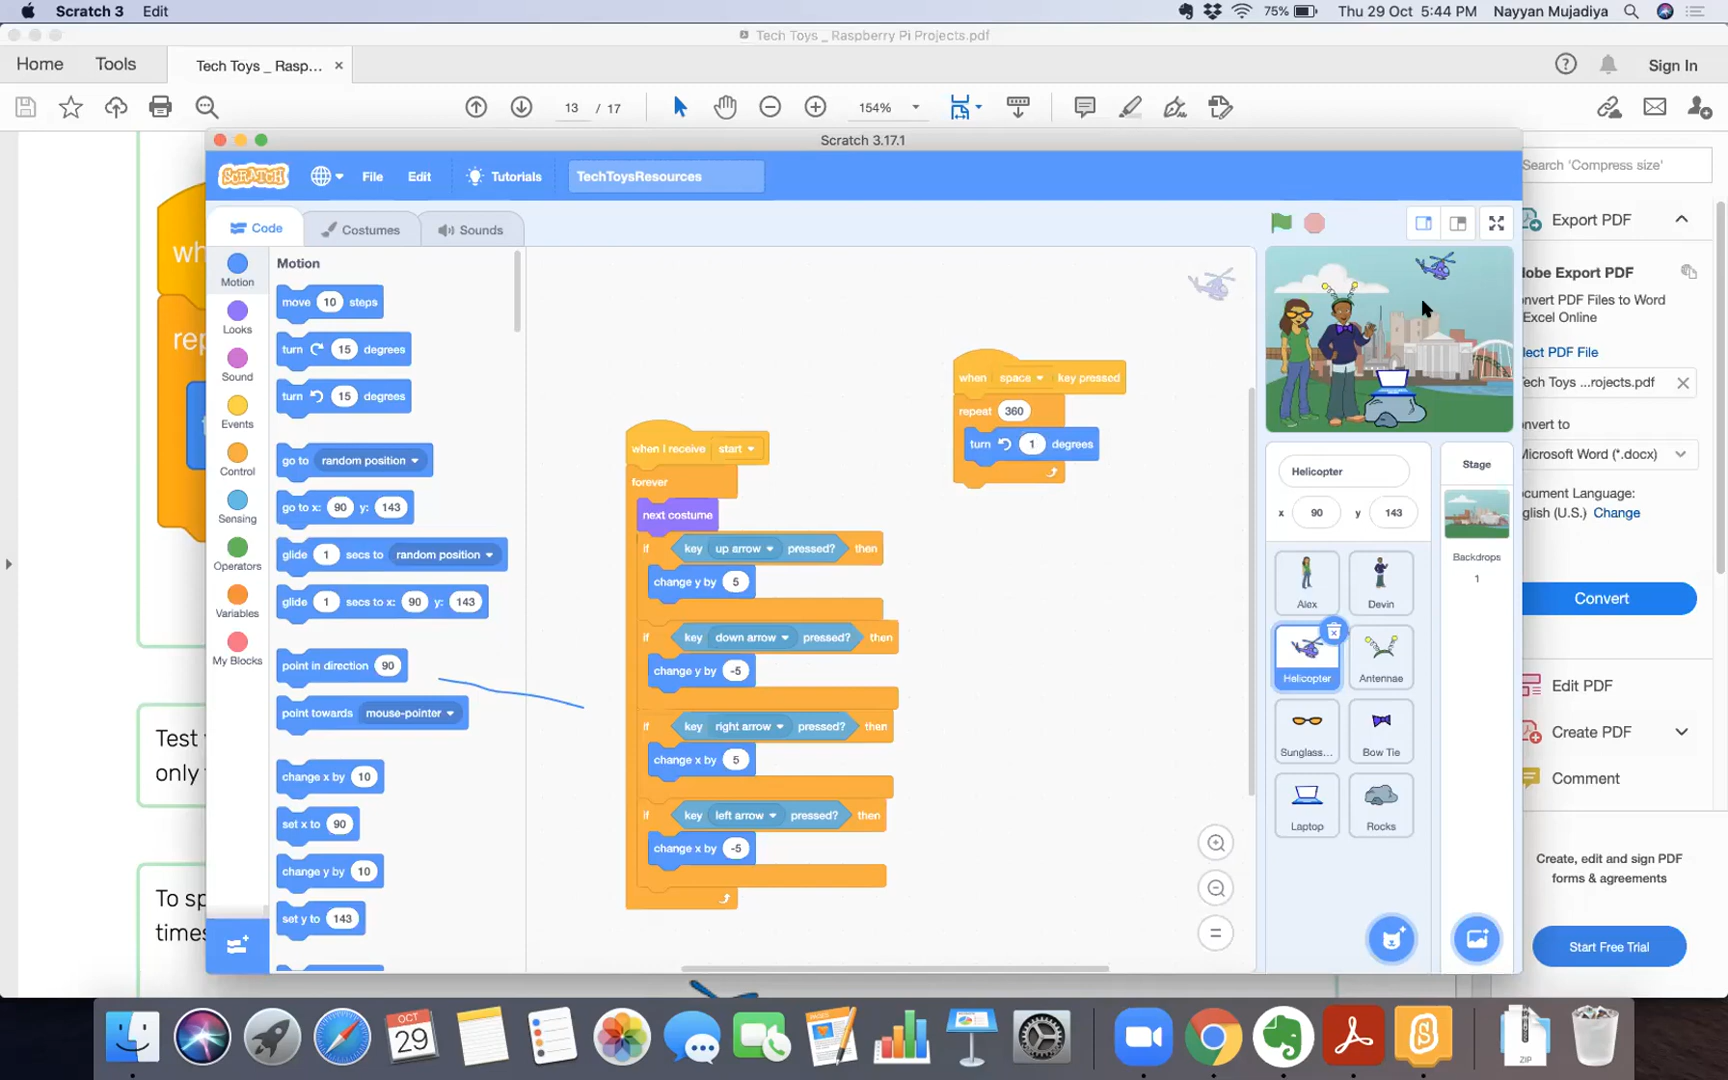 Scratch 3 Edit 75% Thu 29 Oct 5:44 PM Nayyan Mujadiya
Tech Toys _ Raspberry Pi Projects.pdf
Home Tools Tech Toys _ Rasp... × Sign In
13 / 17 154%
Scratch 3.17.1
SCRATCH File Edit Tutorials TechToysResources
Search 'Compress size'
Code Costumes Sounds
Export PDF
Motion
Looks
Sound
Events
Control
Sensing
Operators
Variables
My Blocks
Motion
move 10 steps
turn 15 degrees
turn 15 degrees
go to random position
go to x: 90 y: 143
glide 1 secs to random position
glide 1 secs to x: 90 y: 143
point in direction 90
point towards mouse-pointer
change x by 10
set x to 90
change y by 10
set y to 143
when I receive start
forever
next costume
if key up arrow pressed? then
change y by 5
if key down arrow pressed? then
change y by -5
if key right arrow pressed? then
change x by 5
if key left arrow pressed? then
change x by -5
when space key pressed
repeat 360
turn 1 degrees
Helicopter
x 90 y 143
Alex Devin
Helicopter Antennae
Sunglass... Bow Tie
Laptop Rocks
Stage
Backdrops
1
dobe Export PDF
onvert PDF Files to Word
Excel Online
lect PDF File
Tech Toys ...rojects.pdf
onvert to
Microsoft Word (*.docx)
ocument Language:
nglish (U.S.) Change
Convert
Edit PDF
Create PDF
Comment
Create, edit and sign PDF
forms & agreements
Start Free Trial
wh
rep
Test
only
To sp
times
OCT
29
ZIP